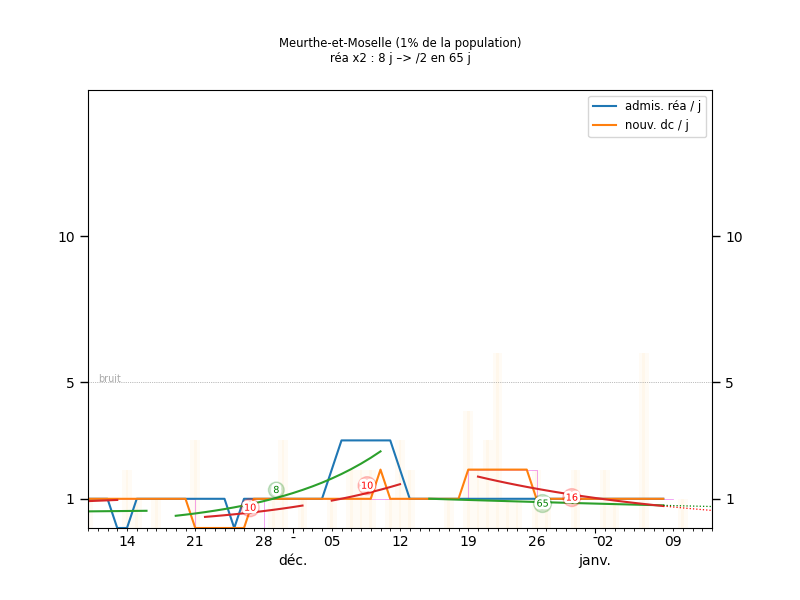 Meurthe-et-Moselle (1% de la population)
réa x2 : 8 j –> /2 en 65 j
admis. réa / j
nouv. dc / j
10 10
bruit
5 5
8
10
10
65
16
1 1
14 21 28 05 12 19 26 02 09
déc. janv.